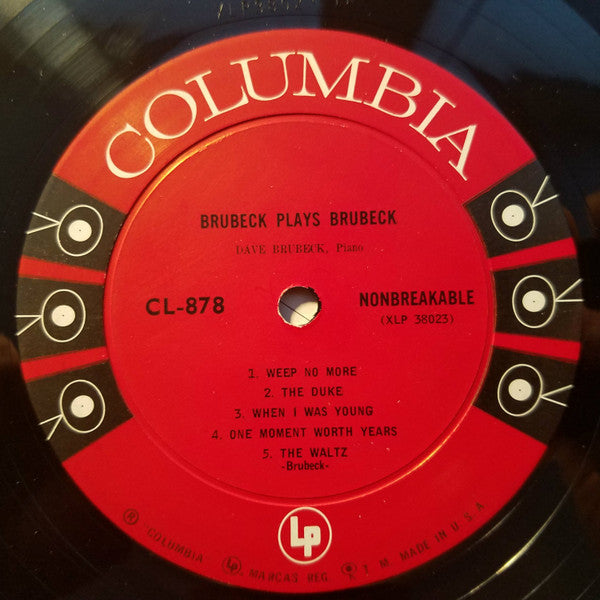 COLUMBIA
BRUBECK PLAYS BRUBECK
DAVE BRUBECK, Piano
CL-878
NONBREAKABLE
(XLP 38023)
1. WEEP NO MORE
2. THE DUKE
3. WHEN I WAS YOUNG
4. ONE MOMENT WORTH YEARS
5. THE WALTZ
-Brubeck-
Lp
® "COLUMBIA" Lp MARCAS REG. T M MADE IN U.S.A.